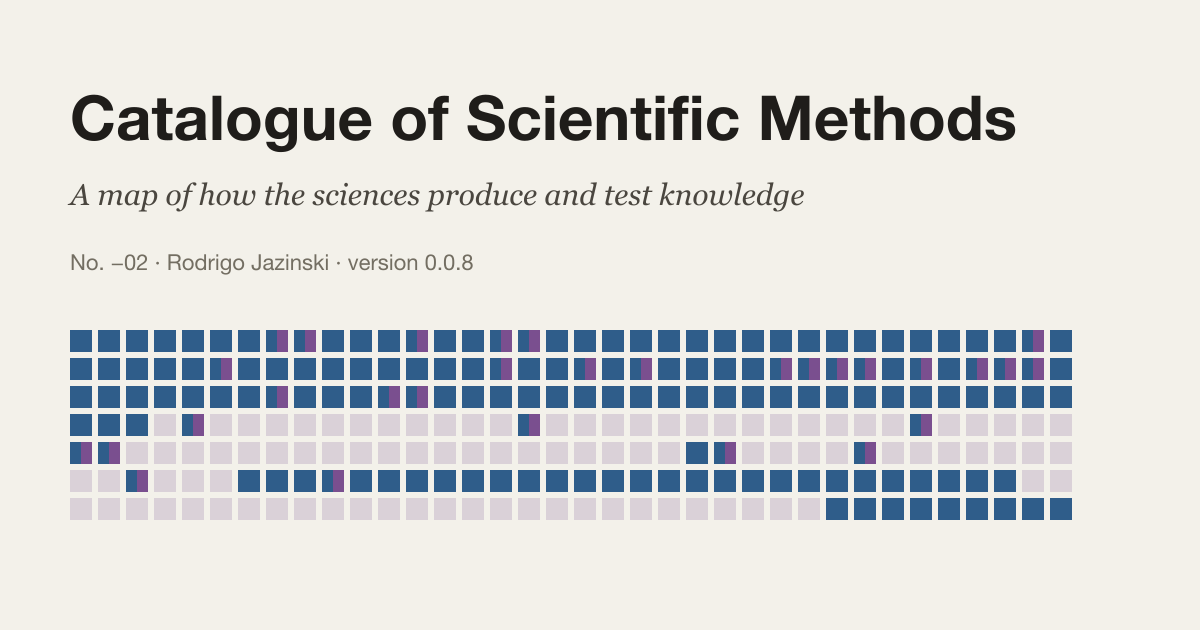 Catalogue of Scientific Methods
A map of how the sciences produce and test knowledge
No. −02 · Rodrigo Jazinski · version 0.0.8